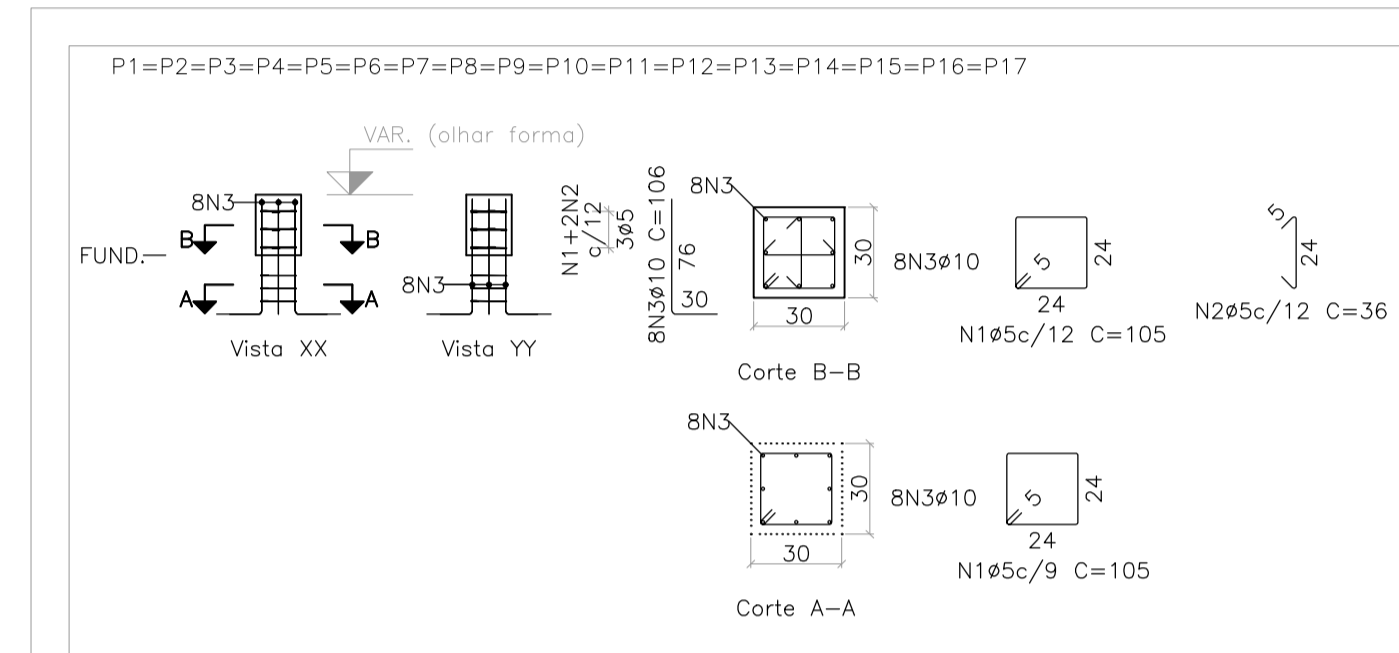 P1=P2=P3=P4=P5=P6=P7=P8=P9=P10=P11=P12=P13=P14=P15=P16=P17
VAR. (olhar forma)
8N3
B
B
FUND.
A
A
Vista XX
8N3
Vista YY
N1+2N2
c/12
3ø5
8N3ø10 C=106
76
30
8N3
30
30
8N3ø10
Corte B-B
5
24
24
N1ø5c/12 C=105
5
24
N2ø5c/12 C=36
8N3
30
30
8N3ø10
Corte A-A
5
24
24
N1ø5c/9 C=105